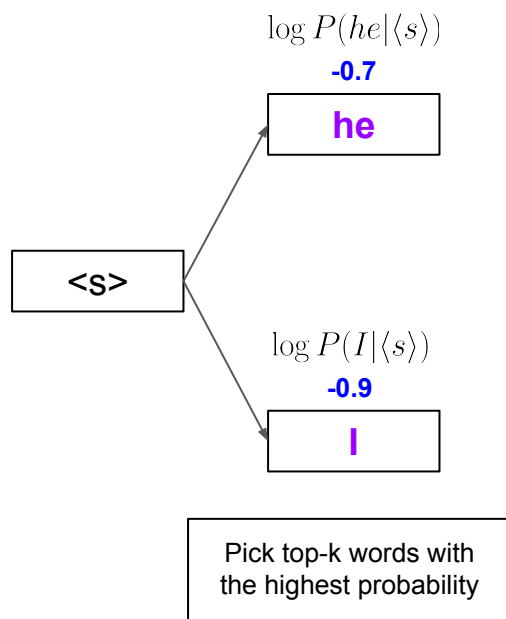 log P(he|⟨s⟩)
-0.7
he
<s>
log P(I|⟨s⟩)
-0.9
I
Pick top-k words with
the highest probability